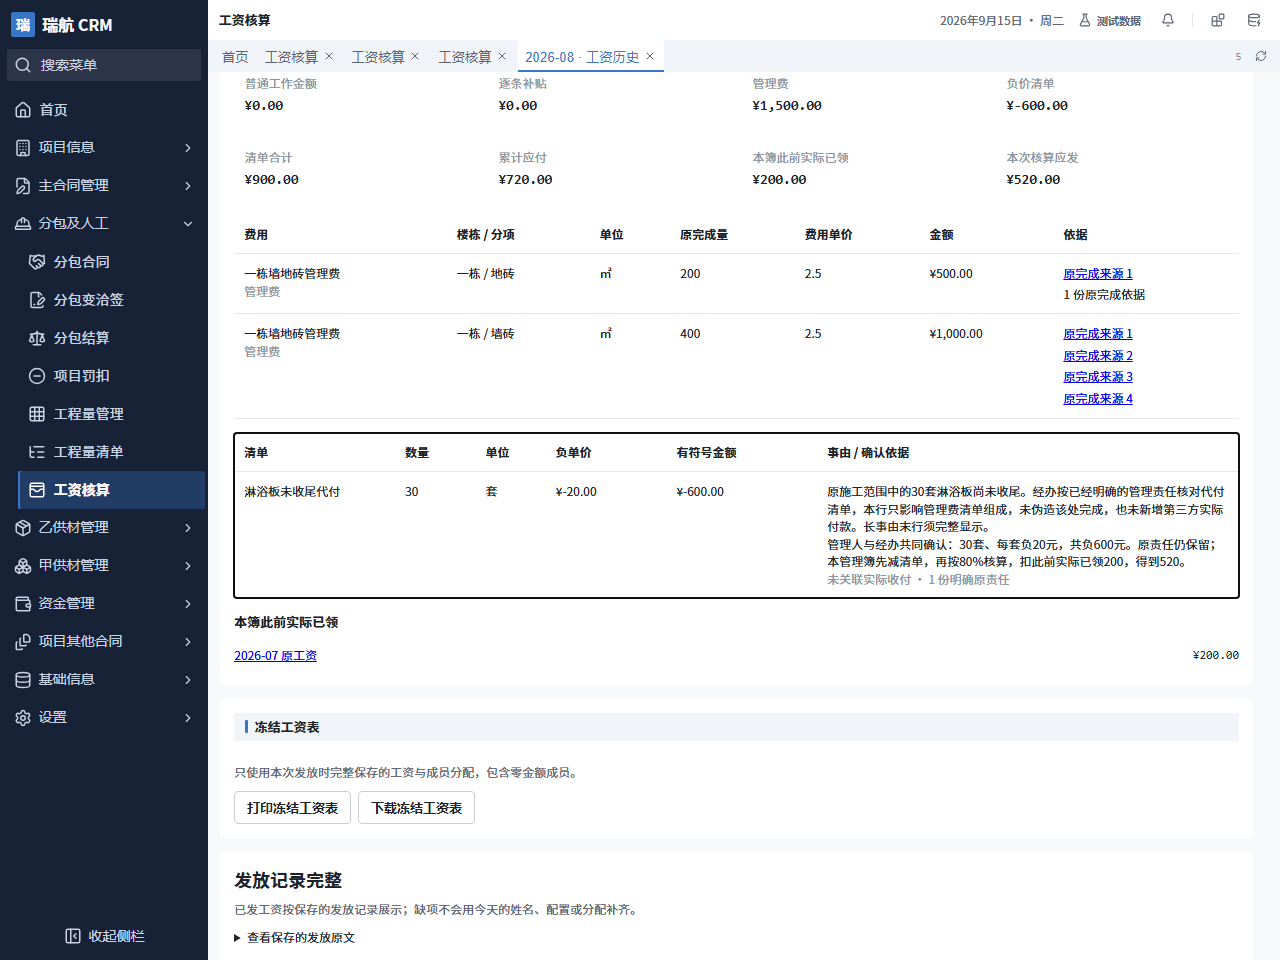 瑞 瑞航 CRM
搜索菜单
首页
项目信息
主合同管理
分包及人工
分包合同
分包变洽签
分包结算
项目罚扣
工程量管理
工程量清单
工资核算
乙供材管理
甲供材管理
资金管理
项目其他合同
基础信息
设置
收起侧栏
工资核算
2026年9月15日 · 周二 测试数据
首页 工资核算 × 工资核算 × 工资核算 × 2026-08 · 工资历史 × 5
普通工作金额 逐条补贴 管理费 负价清单
¥0.00 ¥0.00 ¥1,500.00 ¥-600.00
清单合计 累计应付 本簿此前实际已领 本次核算应发
¥900.00 ¥720.00 ¥200.00 ¥520.00
费用 楼栋 / 分项 单位 原完成量 费用单价 金额 依据
一栋墙地砖管理费 一栋 / 地砖 ㎡ 200 2.5 ¥500.00 原完成来源 1
管理费 1 份原完成依据
一栋墙地砖管理费 一栋 / 墙砖 ㎡ 400 2.5 ¥1,000.00 原完成来源 1
管理费 原完成来源 2
原完成来源 3
原完成来源 4
清单 数量 单位 负单价 有符号金额 事由 / 确认依据
淋浴板未收尾代付 30 套 ¥-20.00 ¥-600.00 原施工范围中的30套淋浴板尚未收尾。经办按已经明确的管理责任核对代付
清单，本行只影响管理费清单组成，未伪造该处完成，也未新增第三方实际
付款。长事由末行须完整显示。
管理人与经办共同确认：30套、每套负20元，共负600元。原责任仍保留；
本管理簿先减清单，再按80%核算，扣此前实际已领200，得到520。
未关联实际收付 · 1 份明确原责任
本簿此前实际已领
2026-07 原工资 ¥200.00
冻结工资表
只使用本次发放时完整保存的工资与成员分配，包含零金额成员。
打印冻结工资表 下载冻结工资表
发放记录完整
已发工资按保存的发放记录展示；缺项不会用今天的姓名、配置或分配补齐。
▶ 查看保存的发放原文